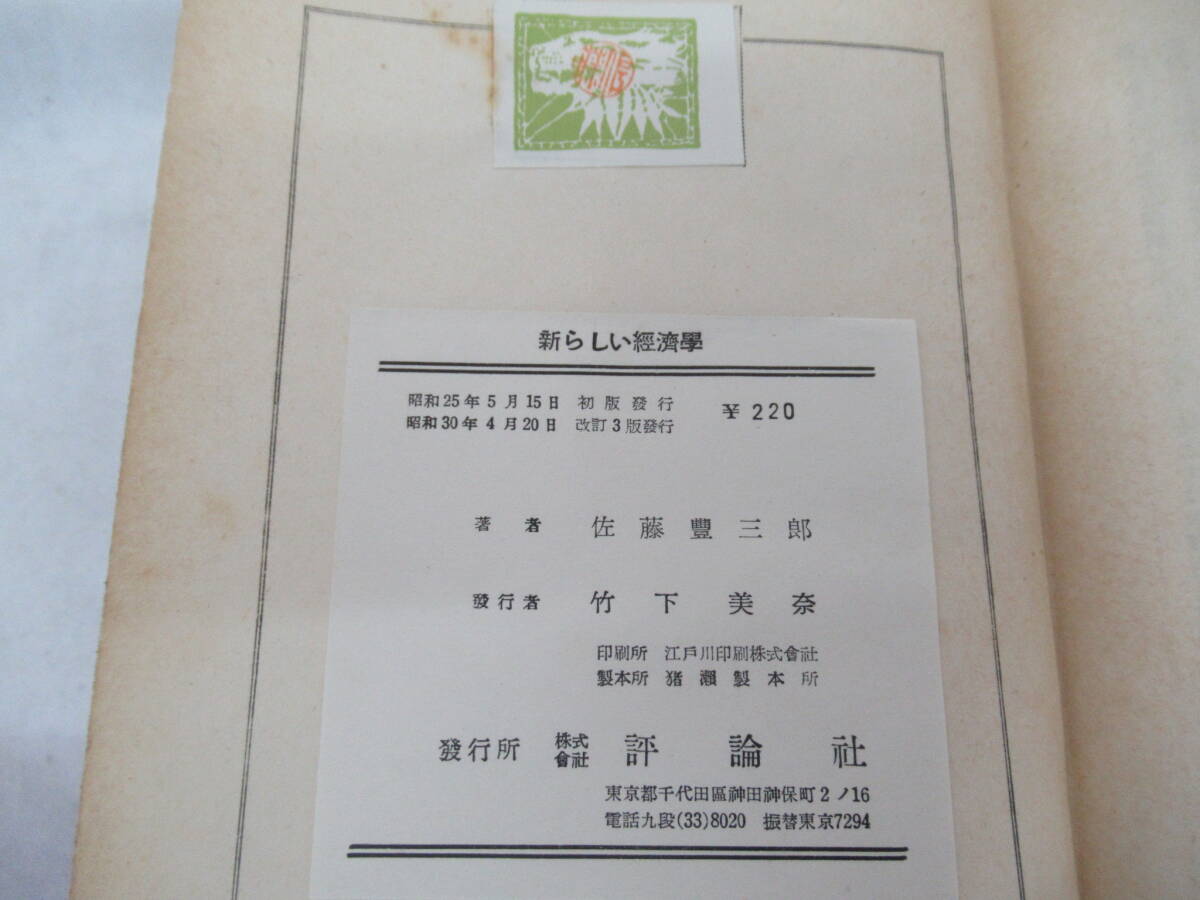 新らしい經濟學
昭和25年5月15日 初版發行 ￥220
昭和30年4月20日 改訂3版發行
著者 佐藤豐三郎
發行者 竹下美奈
印刷所 江戶川印刷株式會社
製本所 猪瀨製本所
發行所 株式會社 評論社
東京都千代田區神田神保町2ノ16
電話九段(33)8020 振替東京7294